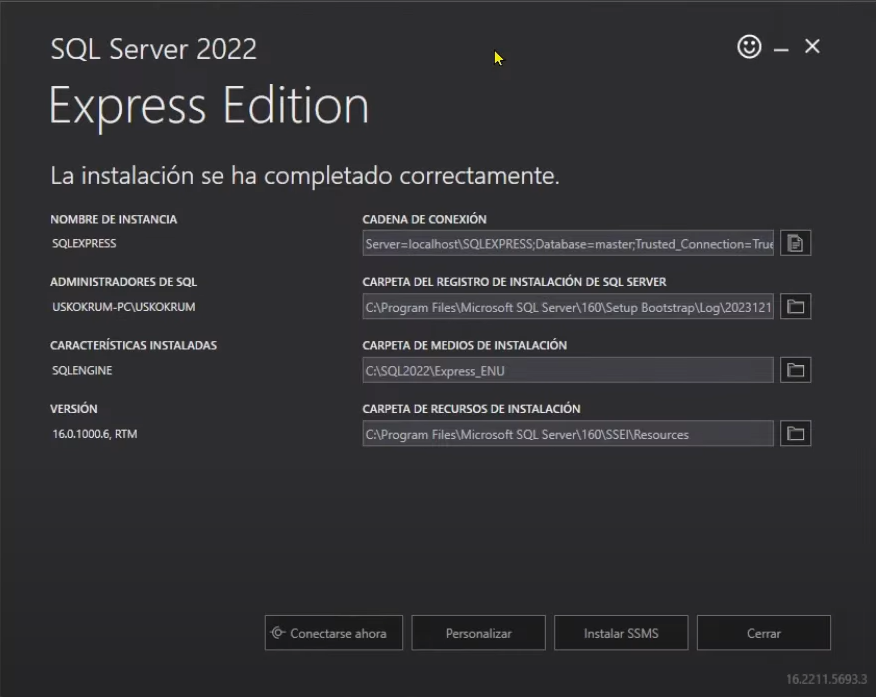 SQL Server 2022
Express Edition
La instalación se ha completado correctamente.
NOMBRE DE INSTANCIA
SQLEXPRESS
CADENA DE CONEXIÓN
Server=localhost\SQLEXPRESS;Database=master;Trusted_Connection=True
ADMINISTRADORES DE SQL
USKOKRUM-PC\USKOKRUM
CARPETA DEL REGISTRO DE INSTALACIÓN DE SQL SERVER
C:\Program Files\Microsoft SQL Server\160\Setup Bootstrap\Log\2023121
CARACTERÍSTICAS INSTALADAS
SQLENGINE
CARPETA DE MEDIOS DE INSTALACIÓN
C:\SQL2022\Express_ENU
VERSIÓN
16.0.1000.6, RTM
CARPETA DE RECURSOS DE INSTALACIÓN
C:\Program Files\Microsoft SQL Server\160\SSEI\Resources
Conectarse ahora
Personalizar
Instalar SSMS
Cerrar
16.2211.5693.3